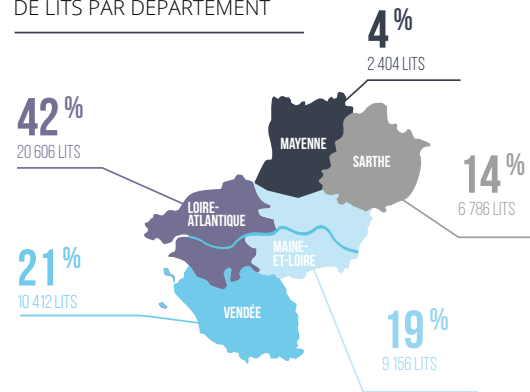 DE LITS PAR DÉPARTEMENT
4 %
2 404 LITS
42 %
20 606 LITS
MAYENNE
SARTHE
14 %
6 786 LITS
LOIRE-
ATLANTIQUE
MAINE-
ET-LOIRE
21 %
10 412 LITS
VENDÉE
19 %
9 156 LITS